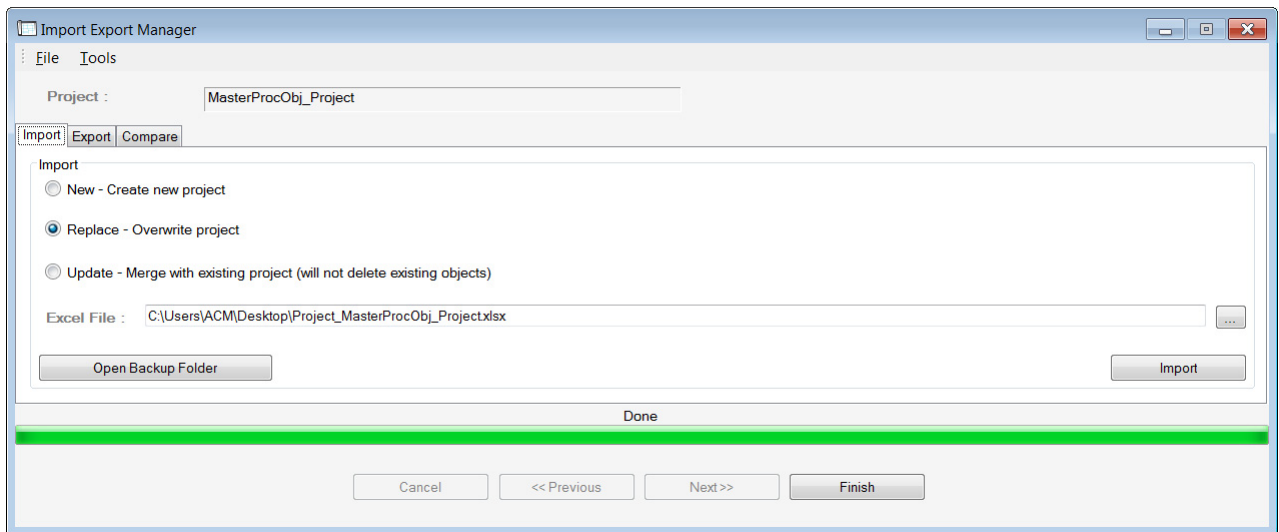 Import Export Manager
File Tools
Project : MasterProcObj_Project
Import Export Compare
Import
New - Create new project
Replace - Overwrite project
Update - Merge with existing project (will not delete existing objects)
Excel File : C:\Users\ACM\Desktop\Project_MasterProcObj_Project.xlsx ...
Open Backup Folder Import
Done
Cancel << Previous Next >> Finish